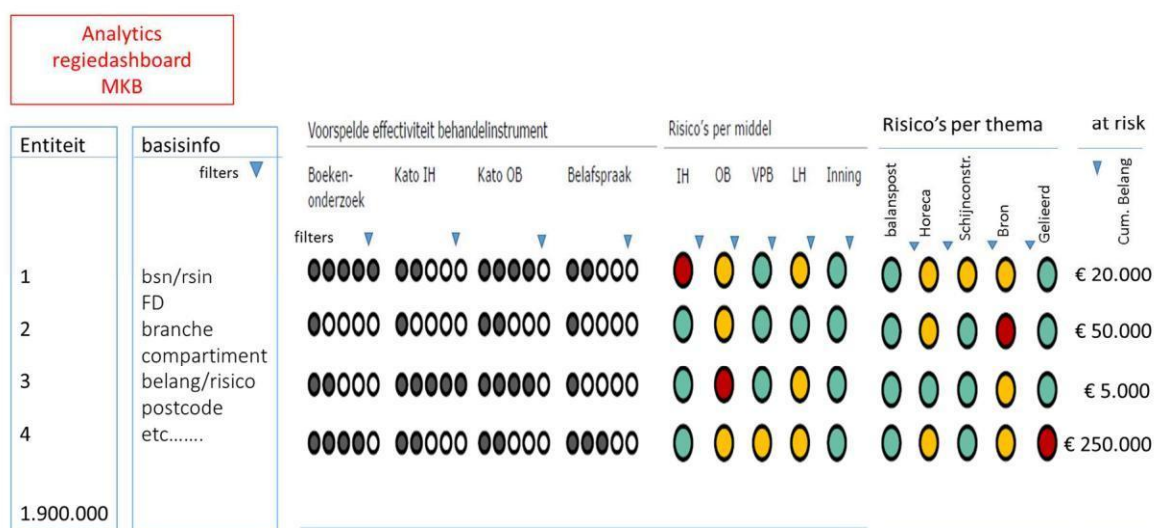 Analytics
regiedashboard
MKB
Entiteit
basisinfo
filters
Voorspelde effectiviteit behandelinstrument
Risico's per middel
Risico's per thema
at risk
Boeken-
onderzoek
Kato IH
Kato OB
Belafspraak
IH
OB
VPB
LH
Inning
balanspost
Horeca
Schijnconstr.
Bron
Gelieerd
Cum. Belang
filters
1
bsn/rsin
€ 20.000
FD
2
branche
€ 50.000
compartiment
3
belang/risico
€ 5.000
postcode
4
etc.......
€ 250.000
1.900.000